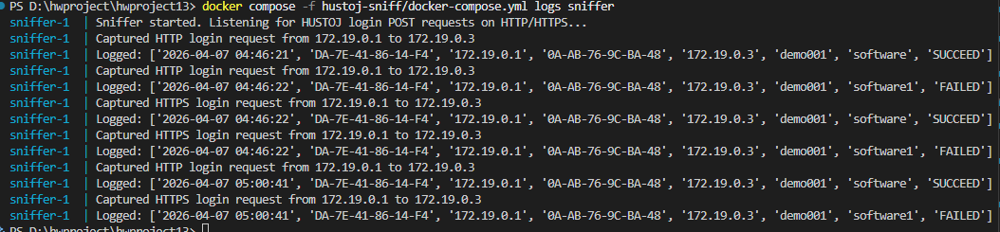 PS D:\hwproject\hwproject13> docker compose -f hustoj-sniff/docker-compose.yml logs sniffer
sniffer-1  | Sniffer started. Listening for HUSTOJ login POST requests on HTTP/HTTPS...
sniffer-1  | Captured HTTP login request from 172.19.0.1 to 172.19.0.3
sniffer-1  | Logged: ['2026-04-07 04:46:21', 'DA-7E-41-86-14-F4', '172.19.0.1', '0A-AB-76-9C-BA-48', '172.19.0.3', 'demo001', 'software', 'SUCCEED']
sniffer-1  | Captured HTTP login request from 172.19.0.1 to 172.19.0.3
sniffer-1  | Logged: ['2026-04-07 04:46:22', 'DA-7E-41-86-14-F4', '172.19.0.1', '0A-AB-76-9C-BA-48', '172.19.0.3', 'demo001', 'software1', 'FAILED']
sniffer-1  | Captured HTTPS login request from 172.19.0.1 to 172.19.0.3
sniffer-1  | Logged: ['2026-04-07 04:46:22', 'DA-7E-41-86-14-F4', '172.19.0.1', '0A-AB-76-9C-BA-48', '172.19.0.3', 'demo001', 'software', 'SUCCEED']
sniffer-1  | Captured HTTPS login request from 172.19.0.1 to 172.19.0.3
sniffer-1  | Logged: ['2026-04-07 04:46:22', 'DA-7E-41-86-14-F4', '172.19.0.1', '0A-AB-76-9C-BA-48', '172.19.0.3', 'demo001', 'software1', 'FAILED']
sniffer-1  | Captured HTTPS login request from 172.19.0.1 to 172.19.0.3
sniffer-1  | Logged: ['2026-04-07 05:00:41', 'DA-7E-41-86-14-F4', '172.19.0.1', '0A-AB-76-9C-BA-48', '172.19.0.3', 'demo001', 'software', 'SUCCEED']
sniffer-1  | Captured HTTPS login request from 172.19.0.1 to 172.19.0.3
sniffer-1  | Logged: ['2026-04-07 05:00:41', 'DA-7E-41-86-14-F4', '172.19.0.1', '0A-AB-76-9C-BA-48', '172.19.0.3', 'demo001', 'software1', 'FAILED']
PS D:\hwproject\hwproject13>